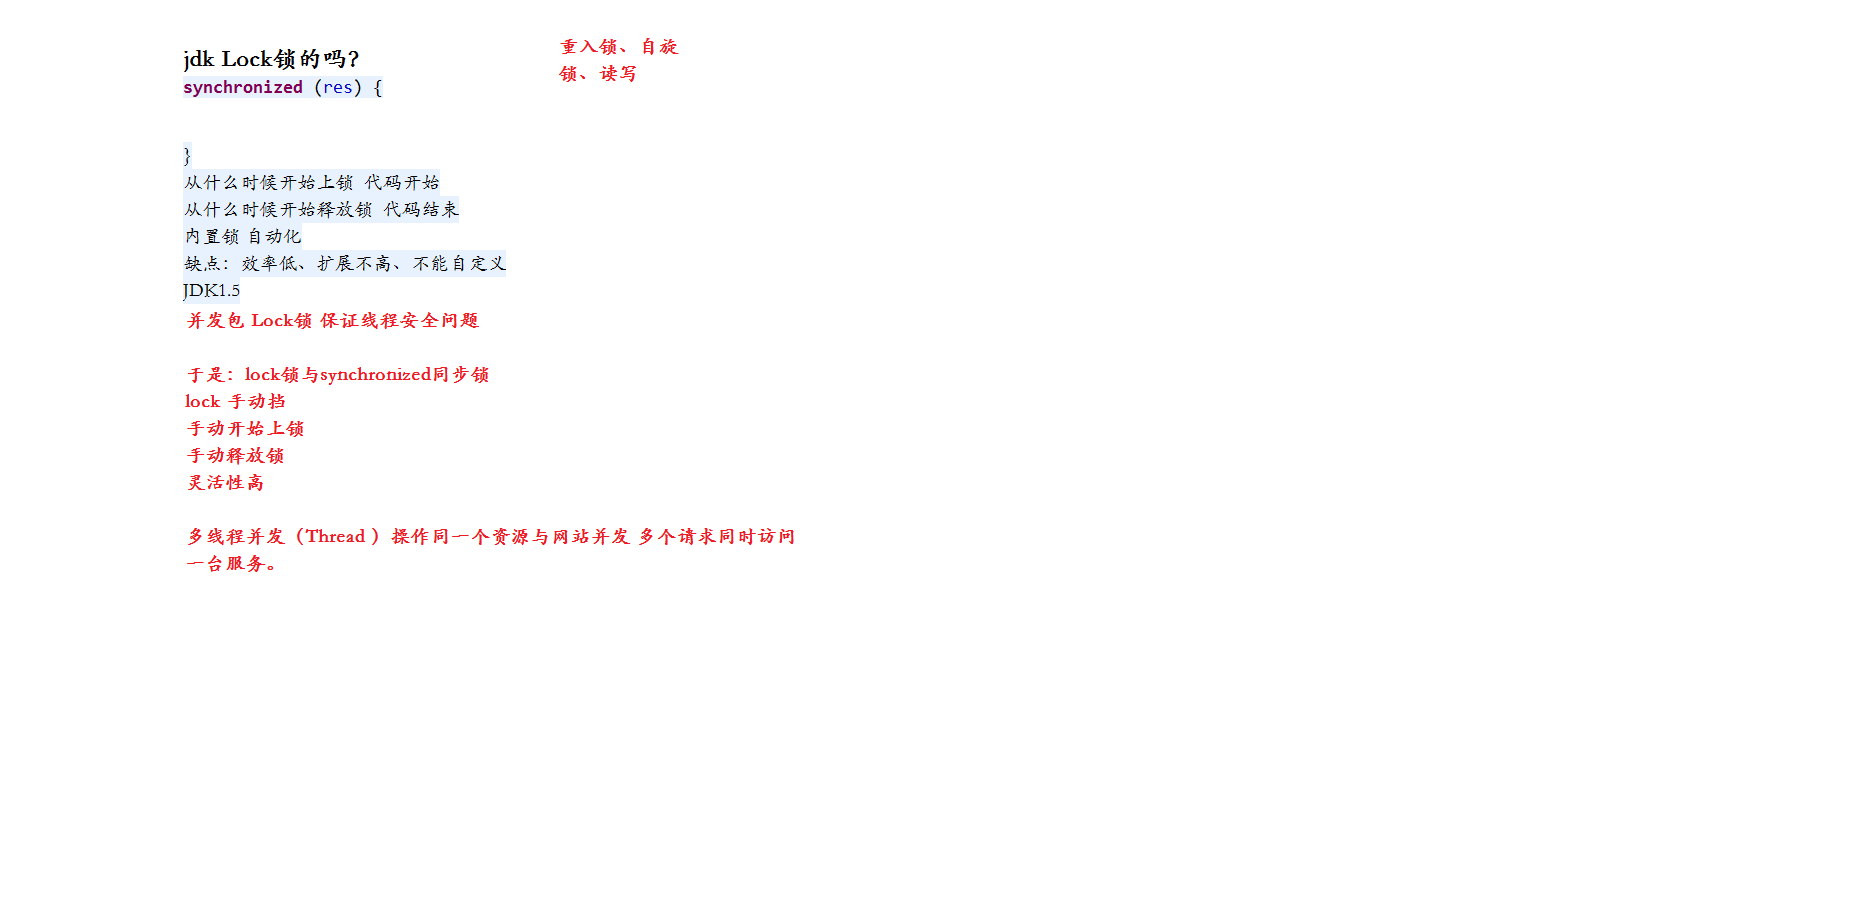 jdk Lock锁的吗?
synchronized (res) {
}
从什么时候开始上锁 代码开始
从什么时候开始释放锁 代码结束
内置锁 自动化
缺点：效率低、扩展不高、不能自定义
JDK1.5
并发包 Lock锁 保证线程安全问题
于是：lock锁与synchronized同步锁
lock 手动挡
手动开始上锁
手动释放锁
灵活性高
多线程并发（Thread ）操作同一个资源与网站并发 多个请求同时访问
一台服务。
重入锁、自旋
锁、读写